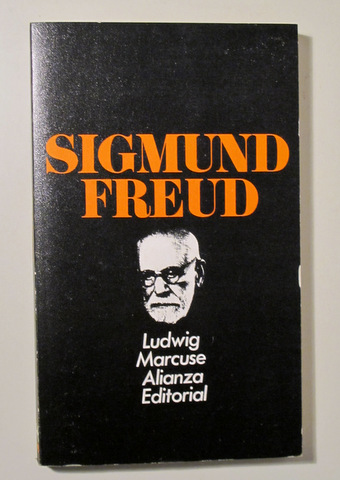 SIGMUND
FREUD
Ludwig
Marcuse
Alianza
Editorial